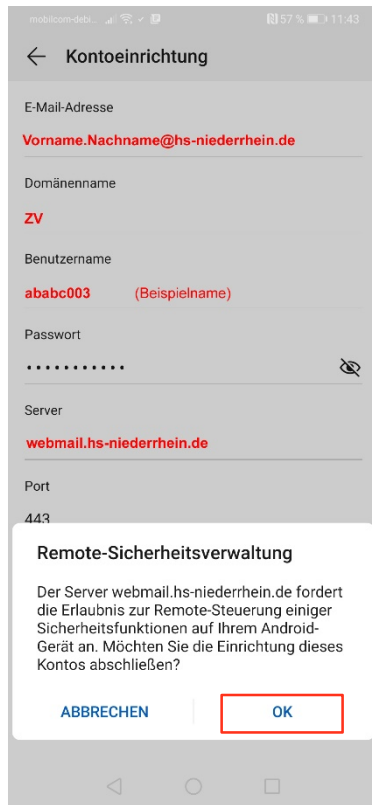 mobilcom-debi... 57 % 11:43
Kontoeinrichtung
E-Mail-Adresse
Vorname.Nachname@hs-niederrhein.de
Domänenname
ZV
Benutzername
ababc003 (Beispielname)
Passwort
•••••••••••
Server
webmail.hs-niederrhein.de
Port
443
Remote-Sicherheitsverwaltung
Der Server webmail.hs-niederrhein.de fordert
die Erlaubnis zur Remote-Steuerung einiger
Sicherheitsfunktionen auf Ihrem Android-
Gerät an. Möchten Sie die Einrichtung dieses
Kontos abschließen?
ABBRECHEN OK